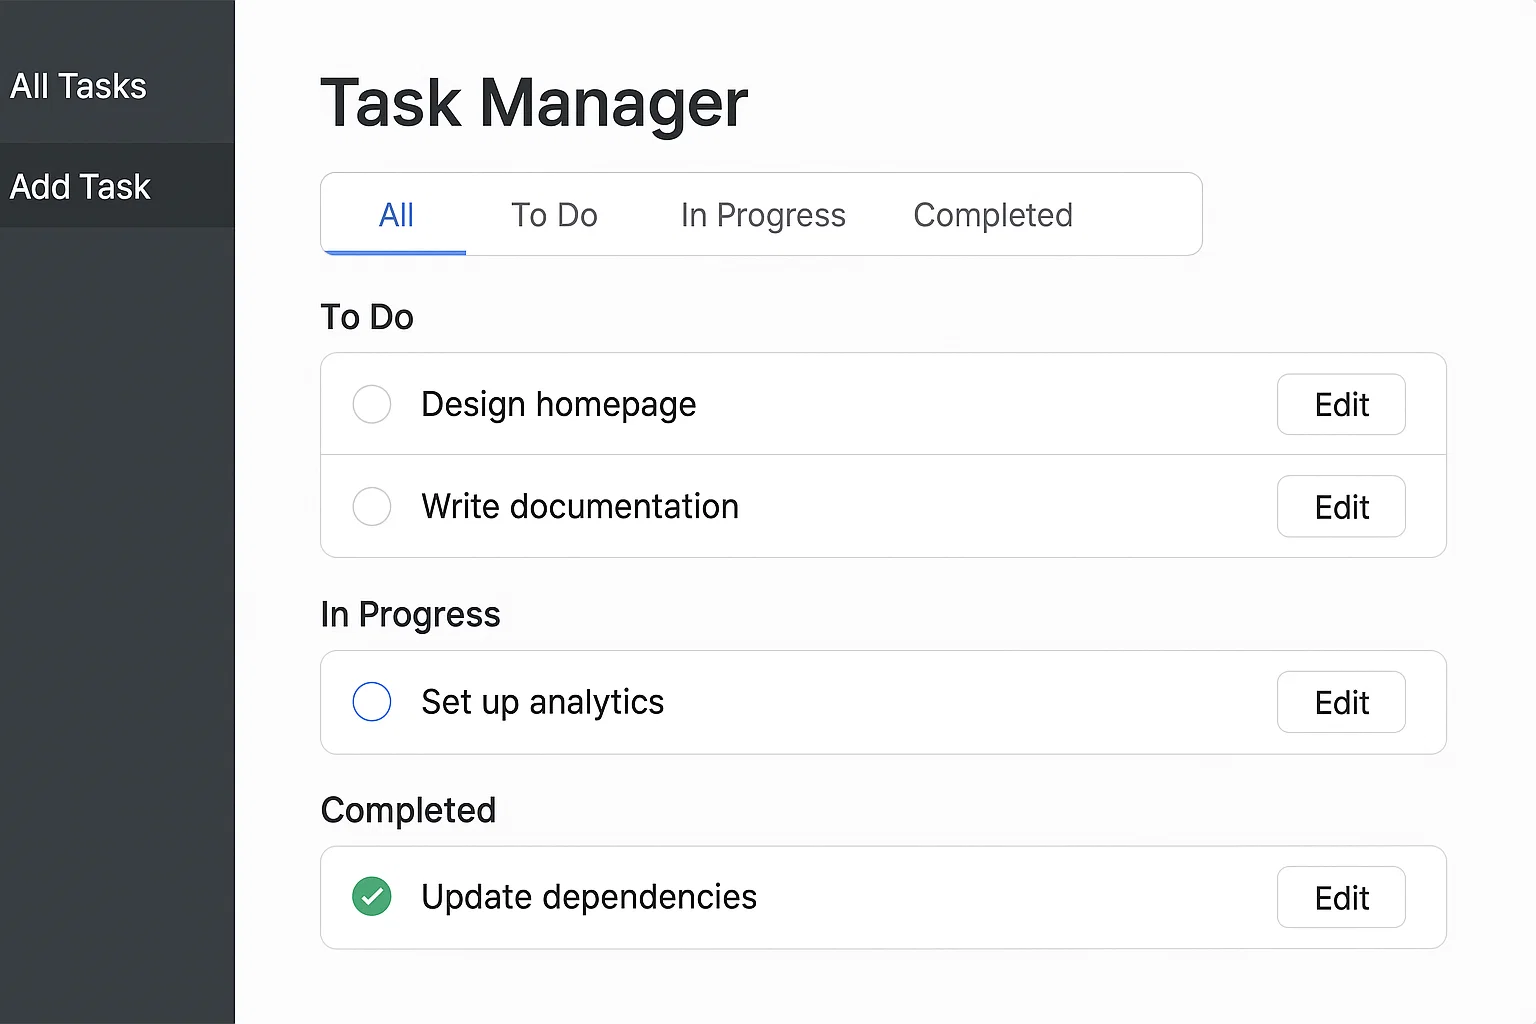 All Tasks
Add Task
Task Manager
All
To Do
In Progress
Completed
To Do
Design homepage
Edit
Write documentation
Edit
In Progress
Set up analytics
Edit
Completed
Update dependencies
Edit